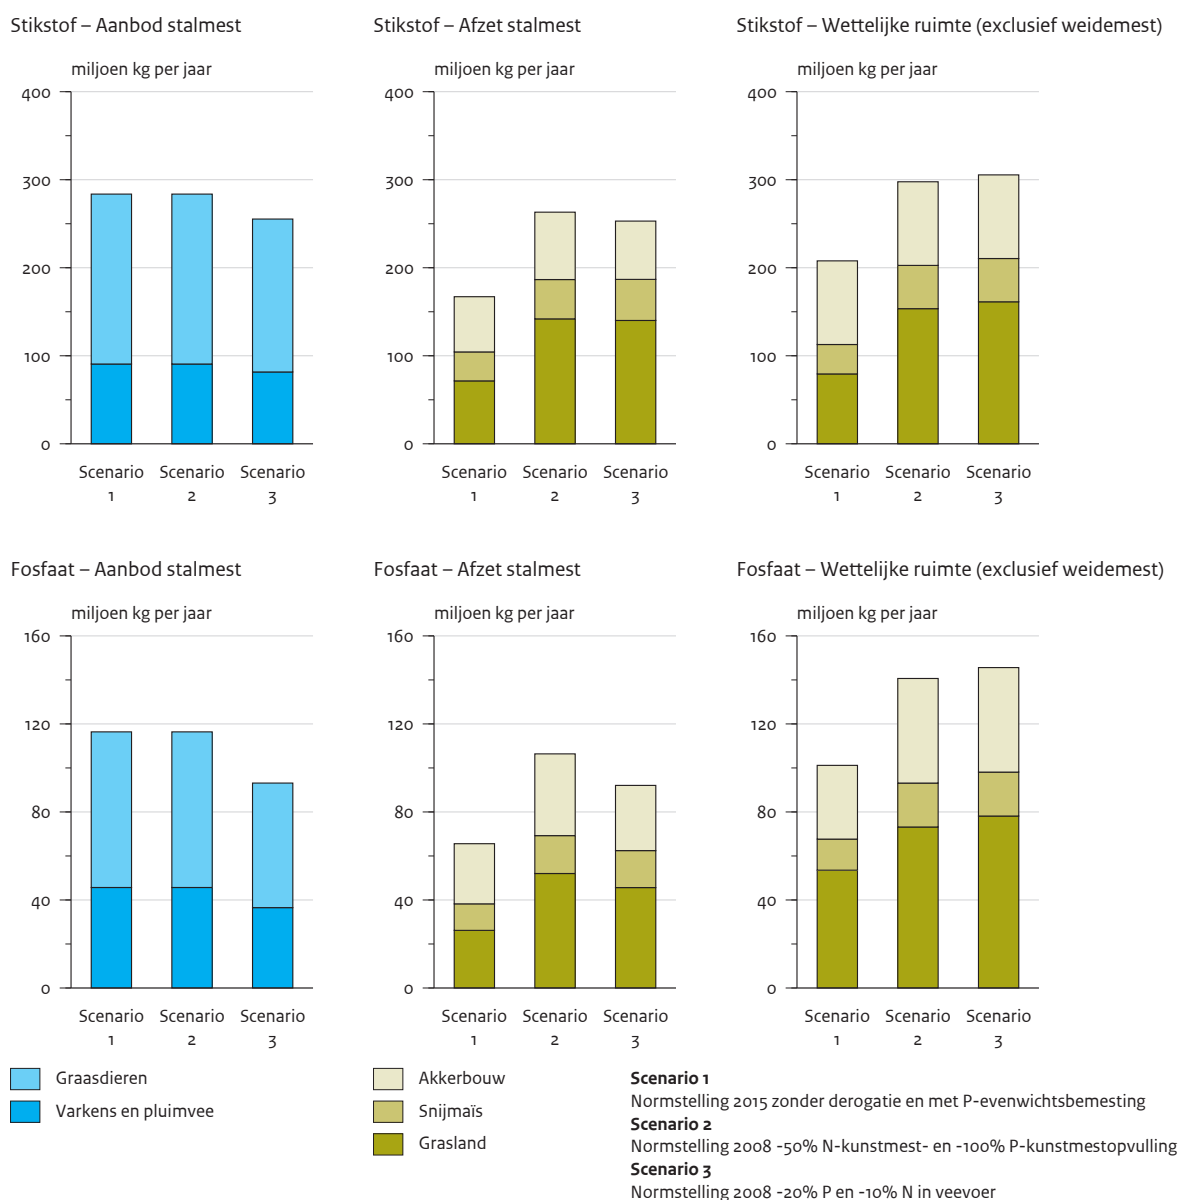 Stikstof – Aanbod stalmest
miljoen kg per jaar
400
300
200
100
0
Scenario 1
Scenario 2
Scenario 3
Stikstof – Afzet stalmest
miljoen kg per jaar
400
300
200
100
0
Scenario 1
Scenario 2
Scenario 3
Stikstof – Wettelijke ruimte (exclusief weidemest)
miljoen kg per jaar
400
300
200
100
0
Scenario 1
Scenario 2
Scenario 3
Fosfaat – Aanbod stalmest
miljoen kg per jaar
160
120
80
40
0
Scenario 1
Scenario 2
Scenario 3
Fosfaat – Afzet stalmest
miljoen kg per jaar
160
120
80
40
0
Scenario 1
Scenario 2
Scenario 3
Fosfaat – Wettelijke ruimte (exclusief weidemest)
miljoen kg per jaar
160
120
80
40
0
Scenario 1
Scenario 2
Scenario 3
Graasdieren
Varkens en pluimvee
Akkerbouw
Snijmaïs
Grasland
Scenario 1
Normstelling 2015 zonder derogatie en met P-evenwichtsbemesting
Scenario 2
Normstelling 2008 -50% N-kunstmest- en -100% P-kunstmestopvulling
Scenario 3
Normstelling 2008 -20% P en -10% N in veevoer